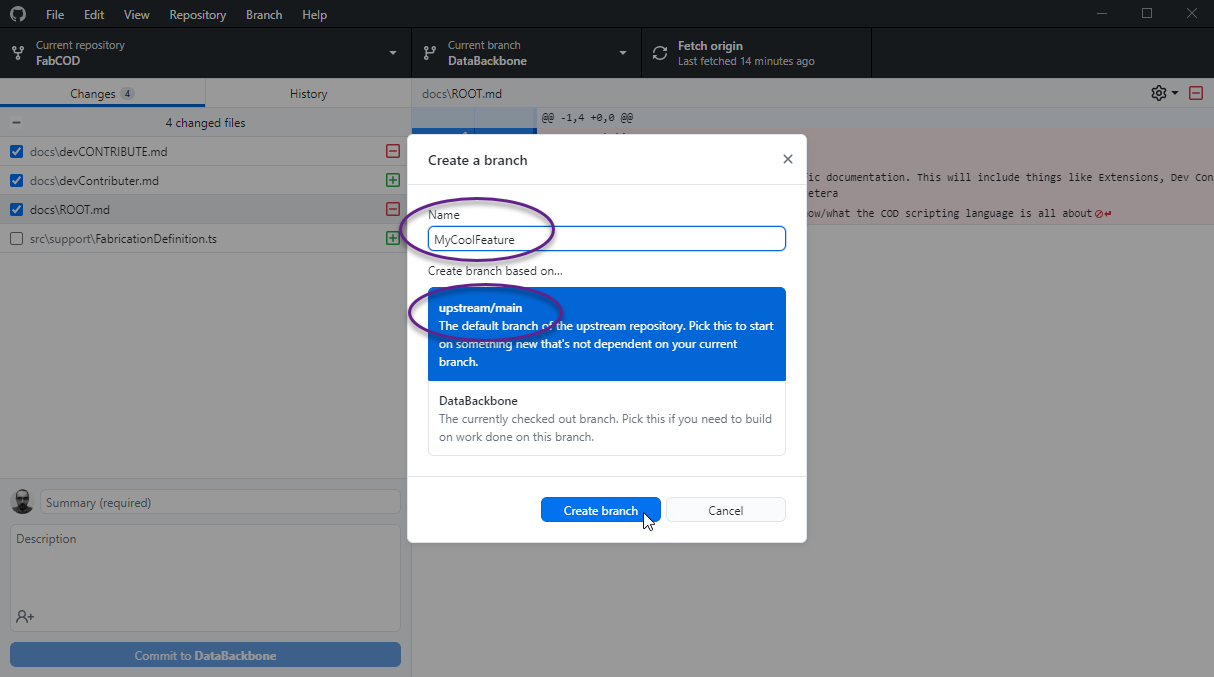 File Edit View Repository Branch Help
Current repository
FabCOD
Current branch
DataBackbone
Fetch origin
Last fetched 14 minutes ago
Changes 4
History
docs\ROOT.md
4 changed files
@@ -1,4 +0,0 @@
docs\devCONTRIBUTE.md
docs\devContributer.md
docs\ROOT.md
src\support\FabricationDefinition.ts
documentation. This will include things like Extensions, Dev Con
etera
now/what the COD scripting language is all about
Create a branch
Name
MyCoolFeature
Create branch based on...
upstream/main
The default branch of the upstream repository. Pick this to start
on something new that's not dependent on your current
branch.
DataBackbone
The currently checked out branch. Pick this if you need to build
on work done on this branch.
Create branch
Cancel
Summary (required)
Description
Commit to DataBackbone